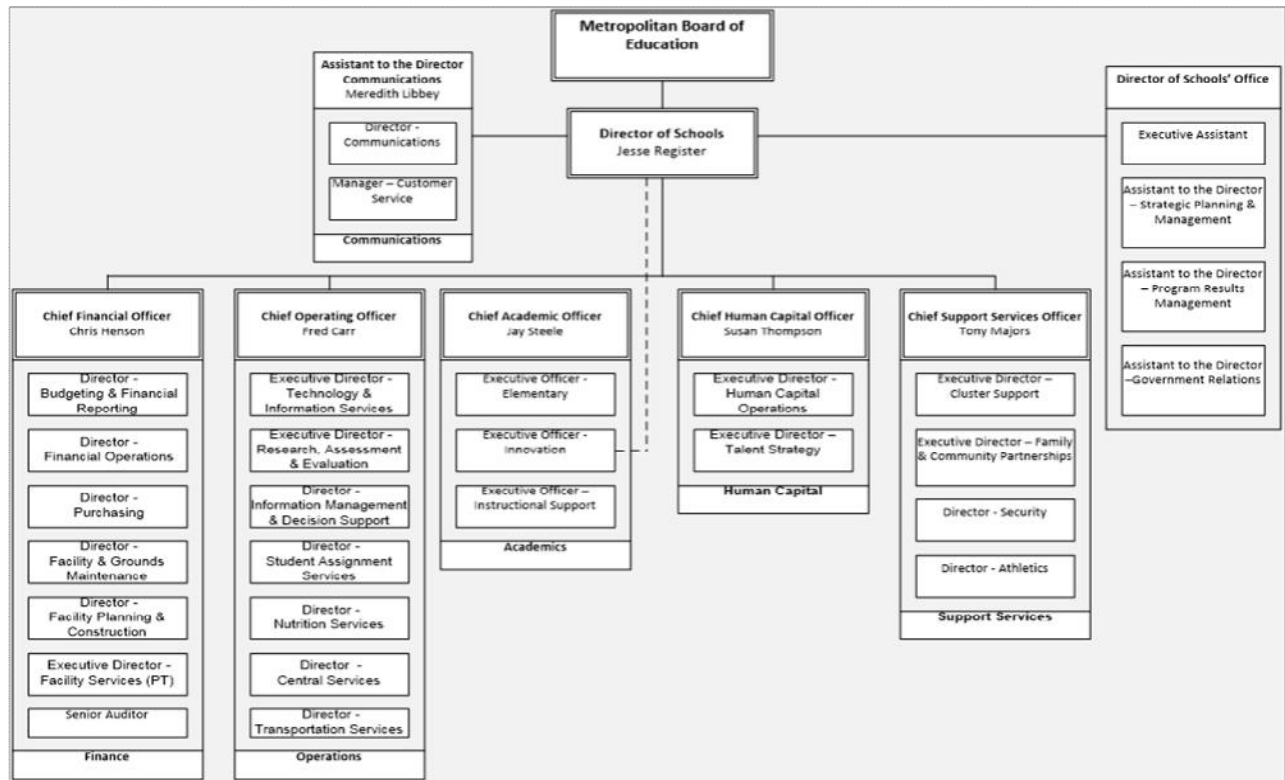 Metropolitan Board of
Education
Assistant to the Director
Communications
Meredith Libbey
Director -
Communications
Manager – Customer
Service
Communications
Director of Schools
Jesse Register
Director of Schools' Office
Executive Assistant
Assistant to the Director
– Strategic Planning &
Management
Assistant to the Director
– Program Results
Management
Assistant to the Director
–Government Relations
Chief Financial Officer
Chris Henson
Director -
Budgeting & Financial
Reporting
Director -
Financial Operations
Director -
Purchasing
Director -
Facility & Grounds
Maintenance
Director -
Facility Planning &
Construction
Executive Director -
Facility Services (PT)
Senior Auditor
Finance
Chief Operating Officer
Fred Carr
Executive Director -
Technology &
Information Services
Executive Director -
Research, Assessment
& Evaluation
Director -
Information Management
& Decision Support
Director -
Student Assignment
Services
Director -
Nutrition Services
Director -
Central Services
Director -
Transportation Services
Operations
Chief Academic Officer
Jay Steele
Executive Officer -
Elementary
Executive Officer -
Innovation
Executive Officer –
Instructional Support
Academics
Chief Human Capital Officer
Susan Thompson
Executive Director -
Human Capital
Operations
Executive Director –
Talent Strategy
Human Capital
Chief Support Services Officer
Tony Majors
Executive Director –
Cluster Support
Executive Director – Family
& Community Partnerships
Director - Security
Director - Athletics
Support Services